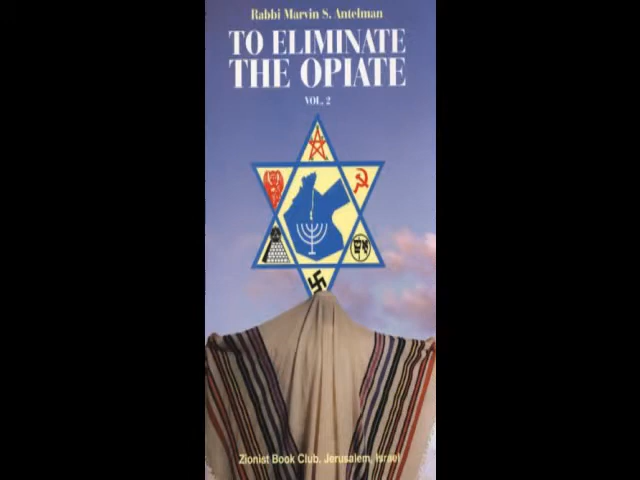 Rabbi Marvin S. Antelman
TO ELIMINATE
THE OPIATE
VOL. 2
Zionist Book Club, Jerusalem, Israel